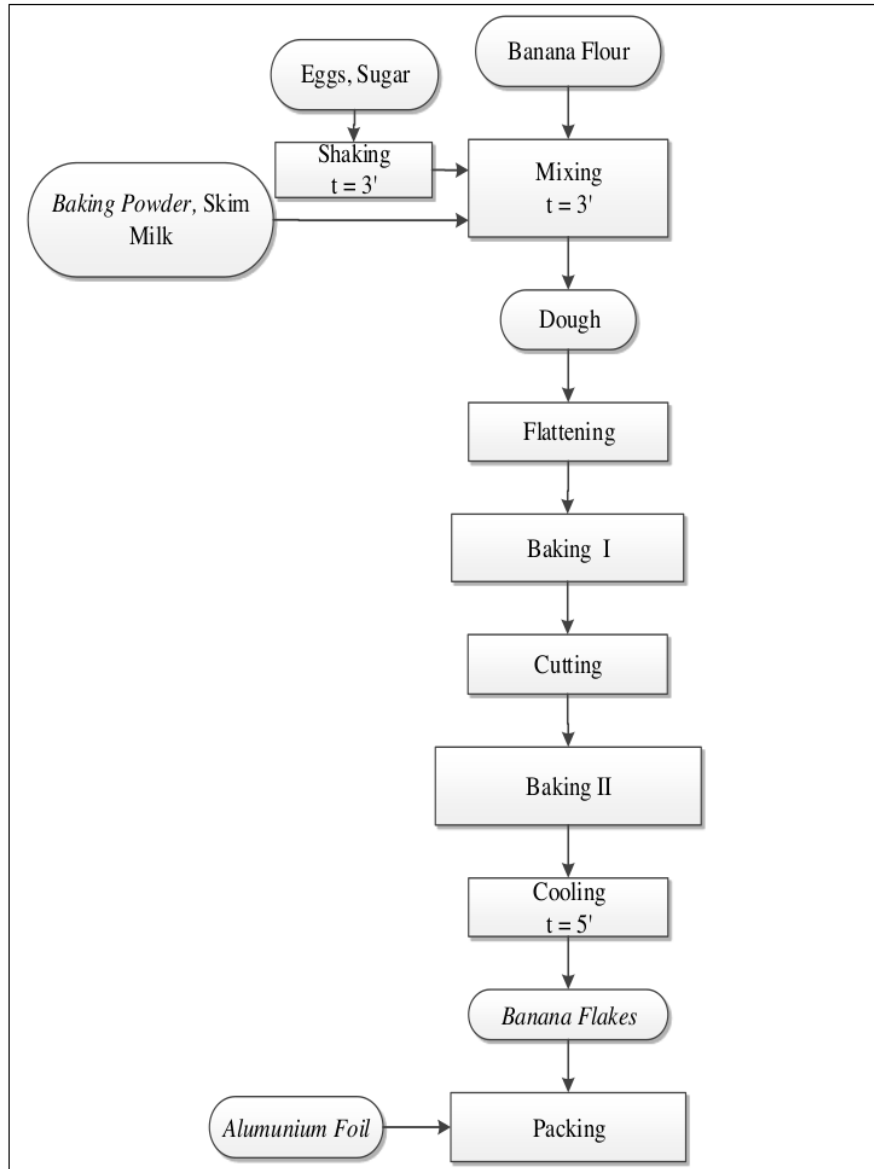 Banana Flour
Eggs, Sugar
Shaking
t = 3'
Mixing
t = 3'
Baking Powder, Skim
Milk
Dough
Flattening
Baking I
Cutting
Baking II
Cooling
t = 5'
Banana Flakes
Alumunium Foil
Packing